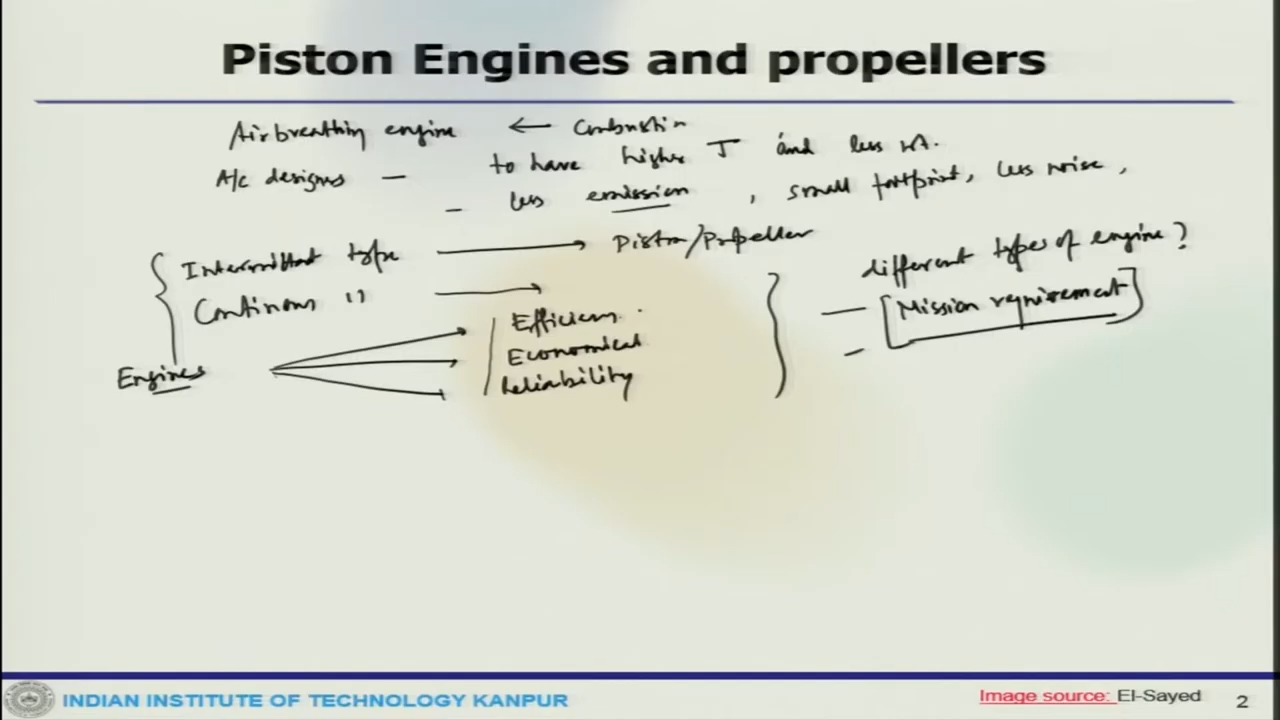 Piston Engines and propellers
Airbreathing engine ← Combustion
A/c designs — to have higher T and less wt.
— less emission, small footprint, less noise,
Intermittent type → Piston/Propeller
Continous " →
different types of engine?
— [Mission requirement]
Engines
Efficiency.
Economical
Reliability
INDIAN INSTITUTE OF TECHNOLOGY KANPUR
Image source: El-Sayed
2